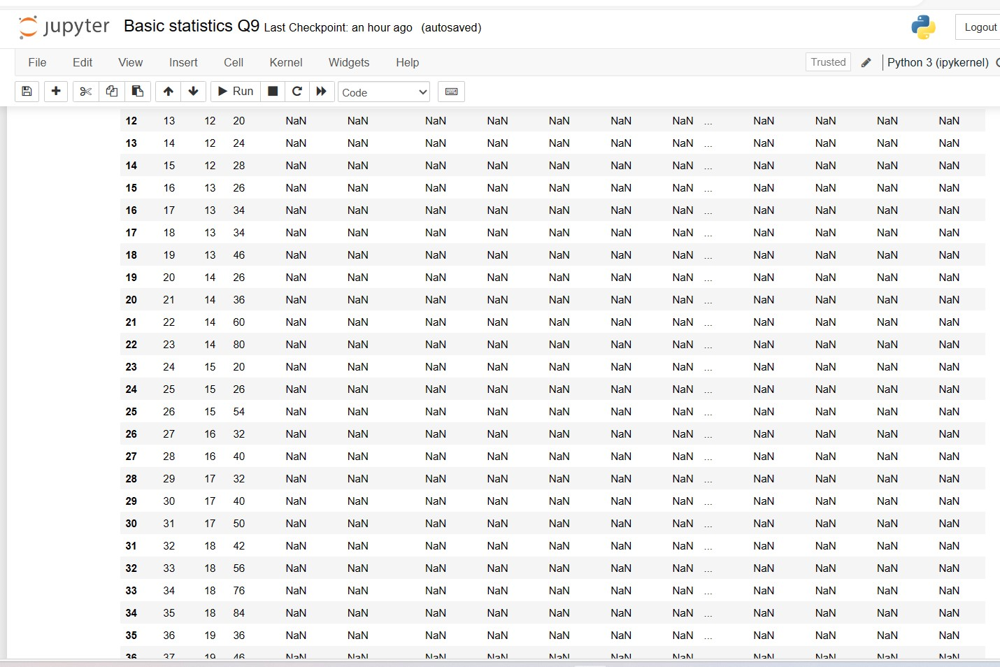 jupyter Basic statistics Q9 Last Checkpoint: an hour ago (autosaved) Logout
File Edit View Insert Cell Kernel Widgets Help Trusted Python 3 (ipykernel)
Run Code
12 13 12 20 NaN NaN NaN NaN NaN NaN NaN ... NaN NaN NaN NaN
13 14 12 24 NaN NaN NaN NaN NaN NaN NaN ... NaN NaN NaN NaN
14 15 12 28 NaN NaN NaN NaN NaN NaN NaN ... NaN NaN NaN NaN
15 16 13 26 NaN NaN NaN NaN NaN NaN NaN ... NaN NaN NaN NaN
16 17 13 34 NaN NaN NaN NaN NaN NaN NaN ... NaN NaN NaN NaN
17 18 13 34 NaN NaN NaN NaN NaN NaN NaN ... NaN NaN NaN NaN
18 19 13 46 NaN NaN NaN NaN NaN NaN NaN ... NaN NaN NaN NaN
19 20 14 26 NaN NaN NaN NaN NaN NaN NaN ... NaN NaN NaN NaN
20 21 14 36 NaN NaN NaN NaN NaN NaN NaN ... NaN NaN NaN NaN
21 22 14 60 NaN NaN NaN NaN NaN NaN NaN ... NaN NaN NaN NaN
22 23 14 80 NaN NaN NaN NaN NaN NaN NaN ... NaN NaN NaN NaN
23 24 15 20 NaN NaN NaN NaN NaN NaN NaN ... NaN NaN NaN NaN
24 25 15 26 NaN NaN NaN NaN NaN NaN NaN ... NaN NaN NaN NaN
25 26 15 54 NaN NaN NaN NaN NaN NaN NaN ... NaN NaN NaN NaN
26 27 16 32 NaN NaN NaN NaN NaN NaN NaN ... NaN NaN NaN NaN
27 28 16 40 NaN NaN NaN NaN NaN NaN NaN ... NaN NaN NaN NaN
28 29 17 32 NaN NaN NaN NaN NaN NaN NaN ... NaN NaN NaN NaN
29 30 17 40 NaN NaN NaN NaN NaN NaN NaN ... NaN NaN NaN NaN
30 31 17 50 NaN NaN NaN NaN NaN NaN NaN ... NaN NaN NaN NaN
31 32 18 42 NaN NaN NaN NaN NaN NaN NaN ... NaN NaN NaN NaN
32 33 18 56 NaN NaN NaN NaN NaN NaN NaN ... NaN NaN NaN NaN
33 34 18 76 NaN NaN NaN NaN NaN NaN NaN ... NaN NaN NaN NaN
34 35 18 84 NaN NaN NaN NaN NaN NaN NaN ... NaN NaN NaN NaN
35 36 19 36 NaN NaN NaN NaN NaN NaN NaN ... NaN NaN NaN NaN
36 37 19 46 NaN NaN NaN NaN NaN NaN NaN NaN NaN NaN NaN